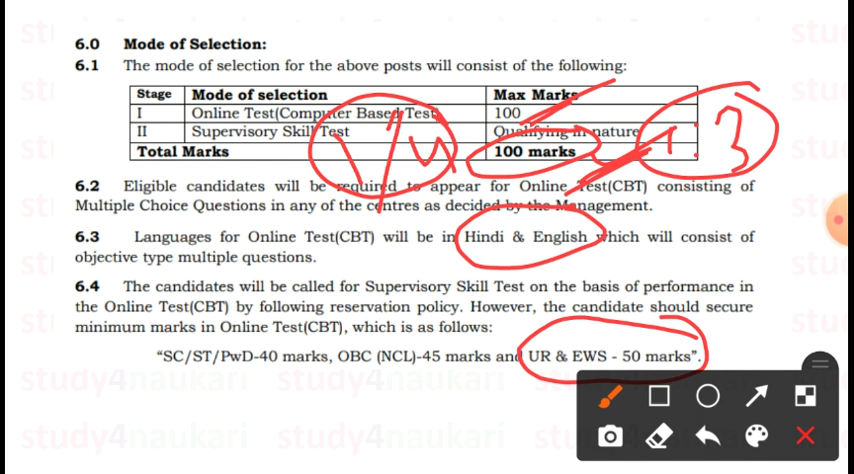 6.0 Mode of Selection:
6.1 The mode of selection for the above posts will consist of the following:
Stage Mode of selection Max Marks
I Online Test(Computer Based Test) 100
II Supervisory Skill Test Qualifying in nature
Total Marks 100 marks
1/4
1:3
6.2 Eligible candidates will be required to appear for Online Test(CBT) consisting of
Multiple Choice Questions in any of the centres as decided by the Management.
6.3 Languages for Online Test(CBT) will be in Hindi & English which will consist of
objective type multiple questions.
6.4 The candidates will be called for Supervisory Skill Test on the basis of performance in
the Online Test(CBT) by following reservation policy. However, the candidate should secure
minimum marks in Online Test(CBT), which is as follows:
"SC/ST/PwD-40 marks, OBC (NCL)-45 marks and UR & EWS - 50 marks".
study4naukari study4naukari
study4naukari study4naukari